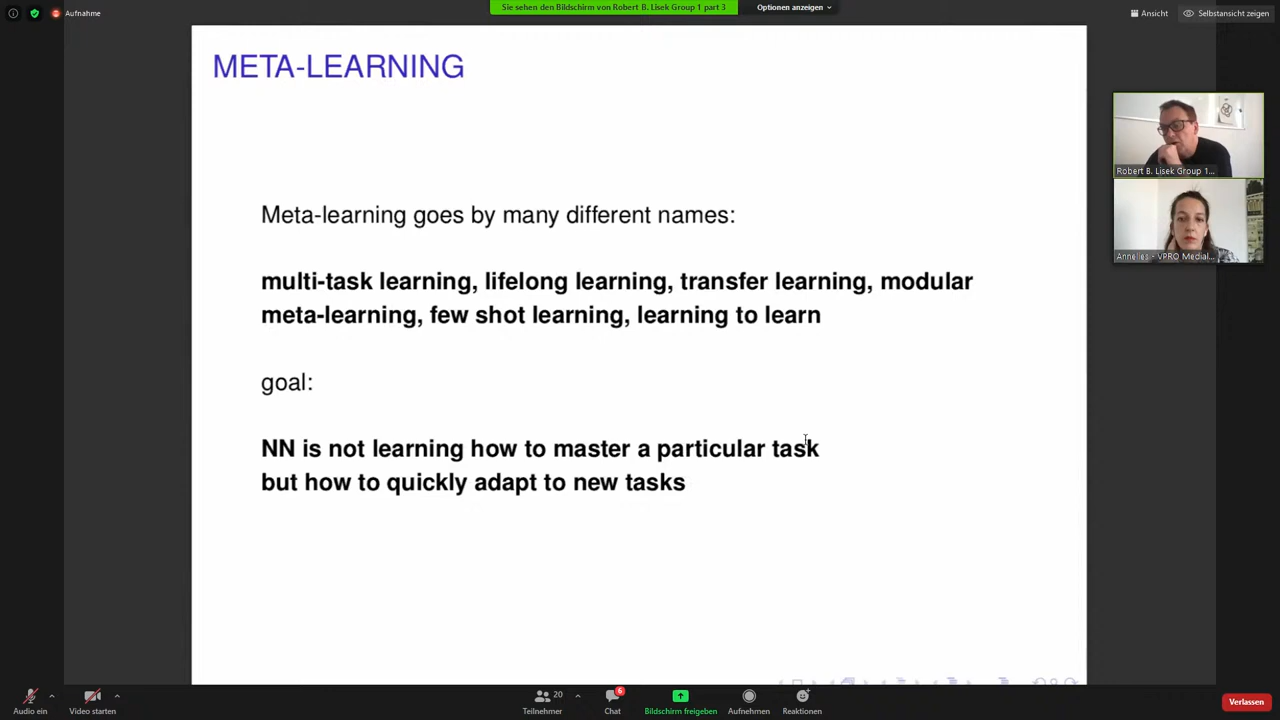 Aufnahme
Sie sehen den Bildschirm von Robert B. Lisek Group 1 part 3
Optionen anzeigen
Ansicht
Selbstansicht zeigen
META-LEARNING
Meta-learning goes by many different names:
multi-task learning, lifelong learning, transfer learning, modular
meta-learning, few shot learning, learning to learn
goal:
NN is not learning how to master a particular task
but how to quickly adapt to new tasks
Robert B. Lisek Group 1...
Annelies - VPRO Medial...
Audio ein
Video starten
20
Teilnehmer
6
Chat
Bildschirm freigeben
Aufnehmen
Reaktionen
Verlassen